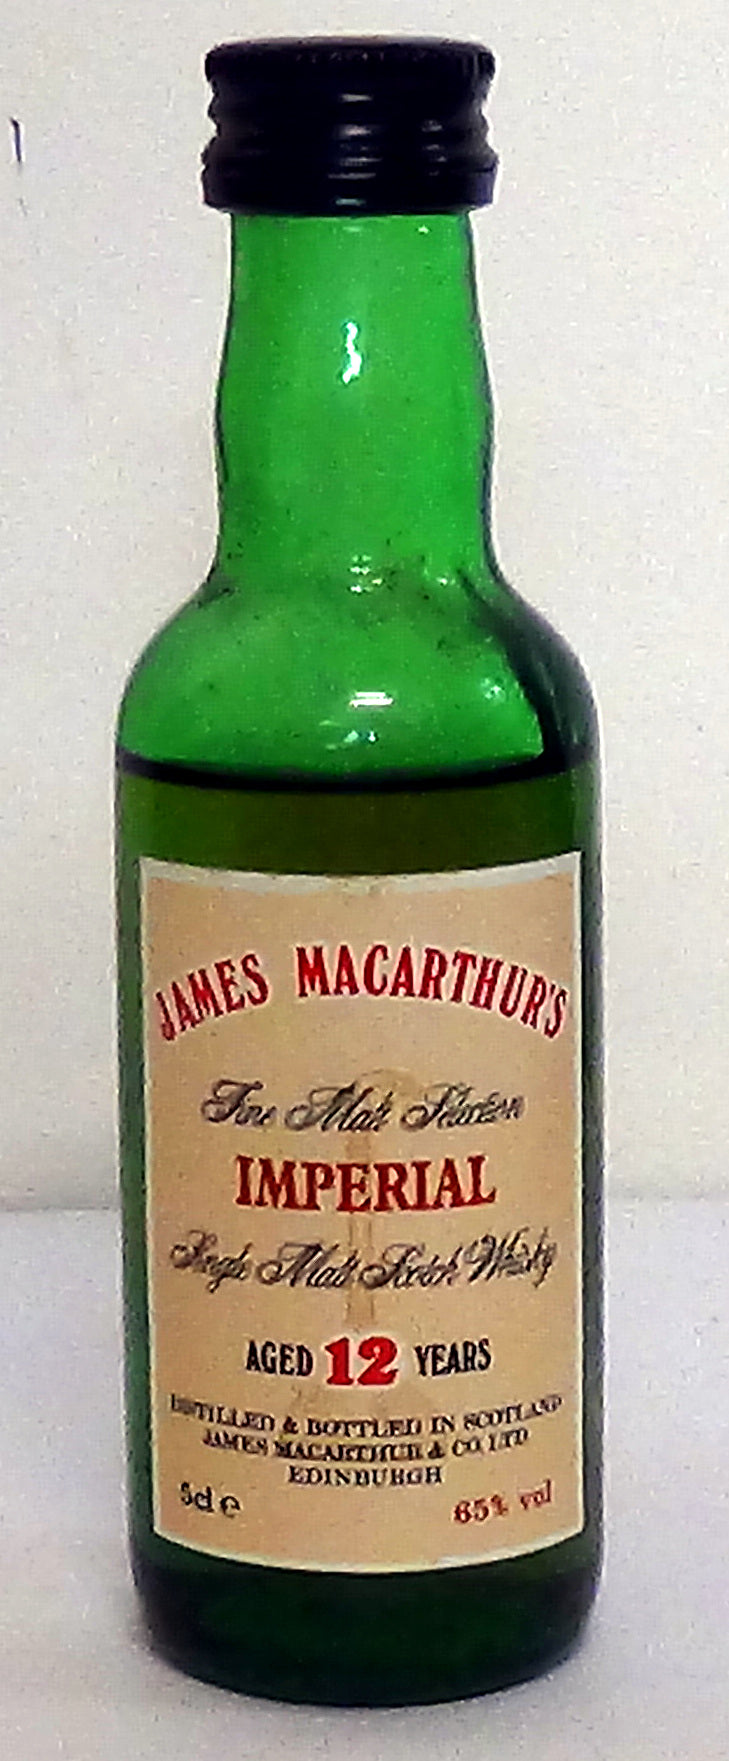 JAMES MACARTHUR'S
Fine Malt Selection
IMPERIAL
Single Malt Scotch Whisky
AGED 12 YEARS
DISTILLED & BOTTLED IN SCOTLAND
JAMES MACARTHUR & CO. LTD
EDINBURGH
5cl e
65% vol